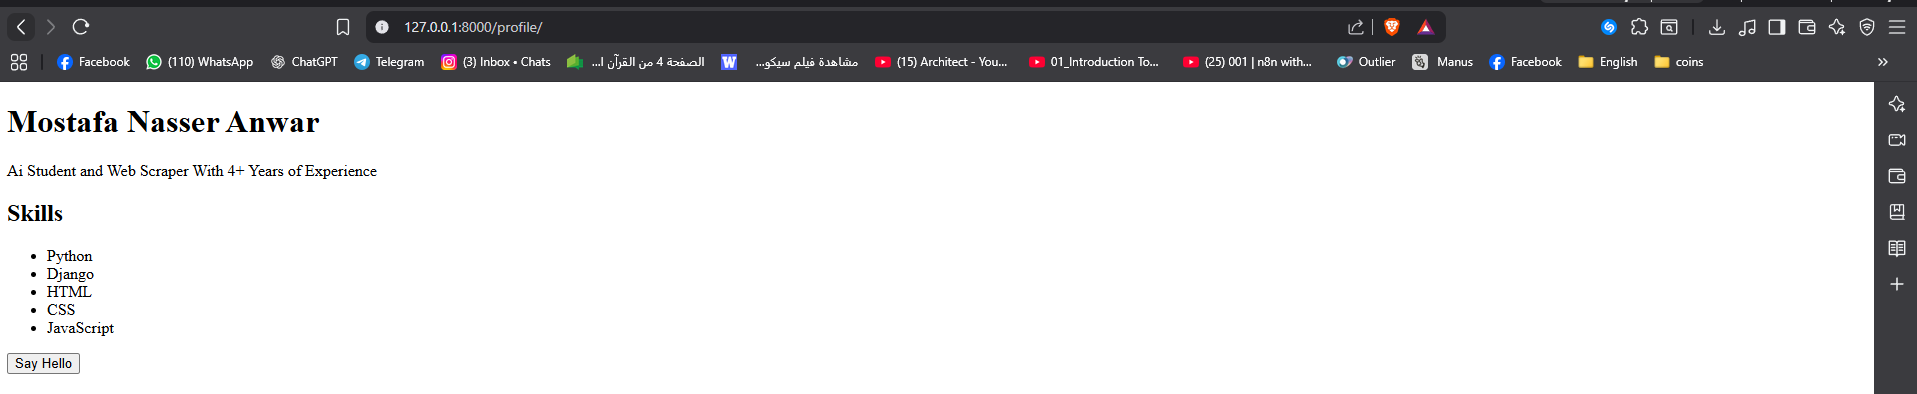 127.0.0.1:8000/profile/
Facebook (110) WhatsApp ChatGPT Telegram (3) Inbox • Chats الصفحة 4 من القرآن ا... W مشاهدة فيلم سيكو... (15) Architect - You... 01_Introduction To... (25) 001 | n8n with... Outlier Manus Facebook English coins
Mostafa Nasser Anwar
Ai Student and Web Scraper With 4+ Years of Experience
Skills
• Python
• Django
• HTML
• CSS
• JavaScript
Say Hello